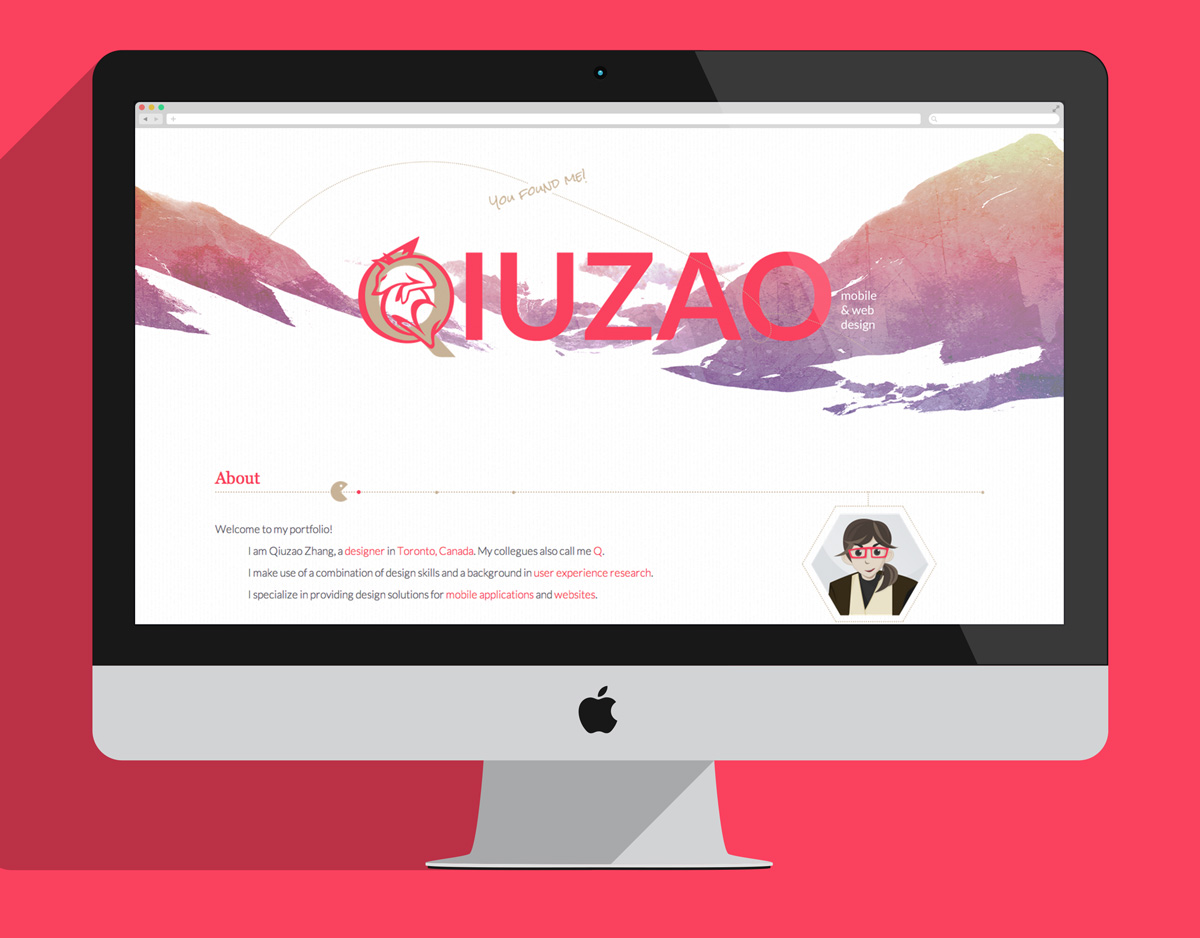 You found me!
QIUZAO
mobile
& web
design
About
Welcome to my portfolio!
I am Qiuzao Zhang, a designer in Toronto, Canada. My collegues also call me Q.
I make use of a combination of design skills and a background in user experience research.
I specialize in providing design solutions for mobile applications and websites.